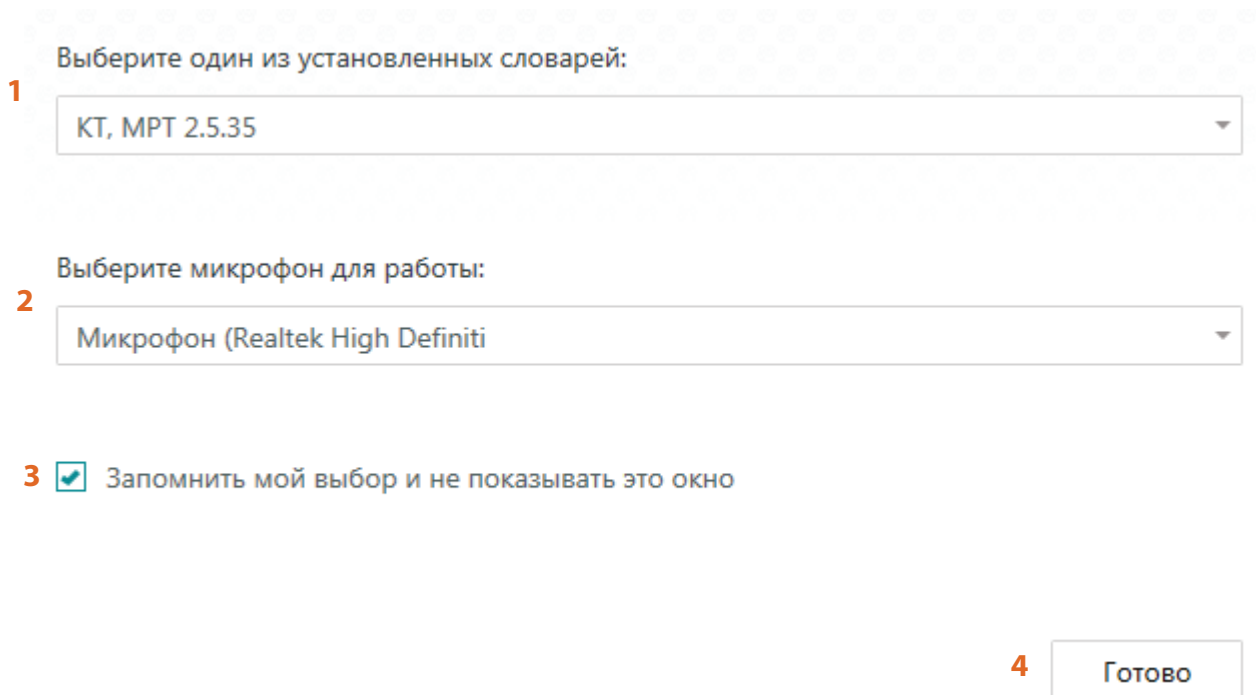 Выберите один из установленных словарей:
1
КТ, МРТ 2.5.35
Выберите микрофон для работы:
2
Микрофон (Realtek High Definiti
3 Запомнить мой выбор и не показывать это окно
4 Готово